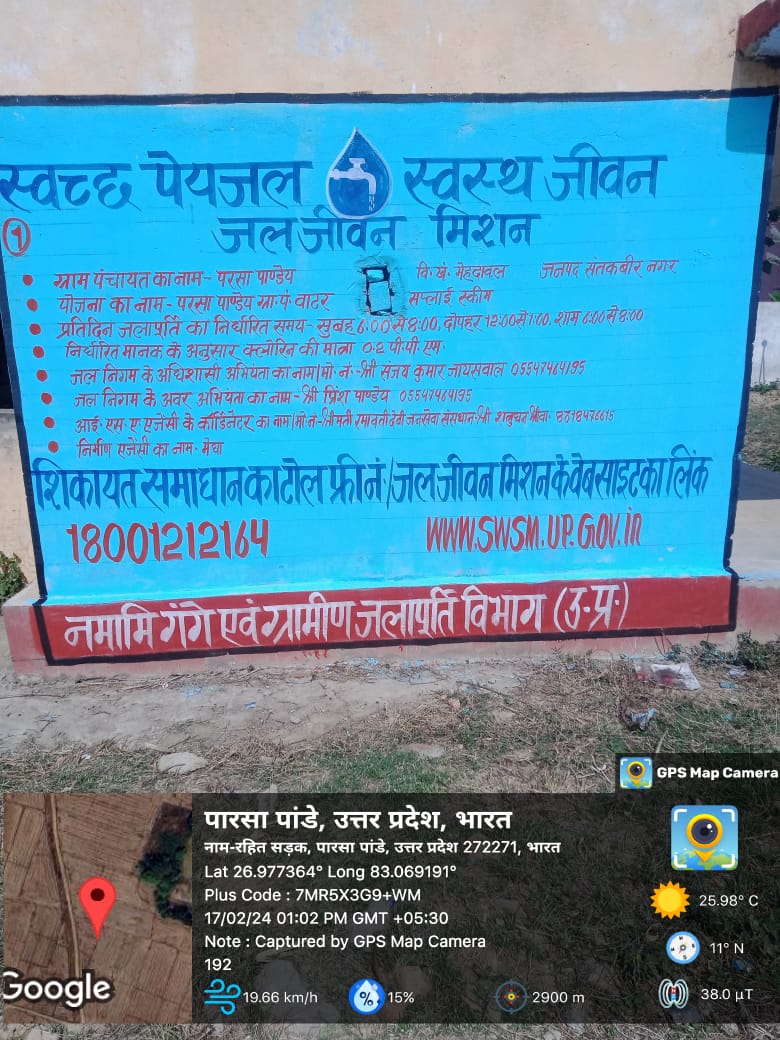 स्वच्छ पेयजल स्वस्थ जीवन
जल जीवन मिशन
1
ग्राम पंचायत का नाम - परसा पाण्डेय वि.खं. मेहदावल जनपद संतकबीर नगर
योजना का नाम - परसा पाण्डेय ग्रा.पं. वाटर सप्लाई स्कीम
प्रतिदिन जलापूर्ति का निर्धारित समय - सुबह 6:00 से 8:00, दोपहर 12:00 से 1:00, शाम 6:00 से 8:00
निर्धारित मानक के अनुसार क्लोरिन की मात्रा 0.2 पी.पी.एम.
जल निगम के अधिशासी अभियंता का नाम/मो. नं.- श्री संजय कुमार जायसवाल 05547464195
जल निगम के अवर अभियंता का नाम - श्री प्रिंश पाण्डेय 05547464195
आई. एस. ए एजेंसी के कॉर्डिनेटर का नाम/मो.नं- श्रीमती रमावती देवी जनसेवा संसथान श्री
निर्माण एजेंसी का नाम - मेघा
शिकायत समाधान का टोल फ्री नं./जल जीवन मिशन के वेबसाइट का लिंक
18001212164 WWW.SWSM.UP.GOV.in
नमामि गंगे एवं ग्रामीण जलापूर्ति विभाग (उ.प्र.)
GPS Map Camera
पारसा पांडे, उत्तर प्रदेश, भारत
नाम-रहित सड़क, पारसा पांडे, उत्तर प्रदेश 272271, भारत
Lat 26.977364° Long 83.069191°
Plus Code : 7MR5X3G9+WM
17/02/24 01:02 PM GMT +05:30
Note : Captured by GPS Map Camera
192
Google
25.98° C
11° N
19.66 km/h
15%
2900 m
38.0 µT